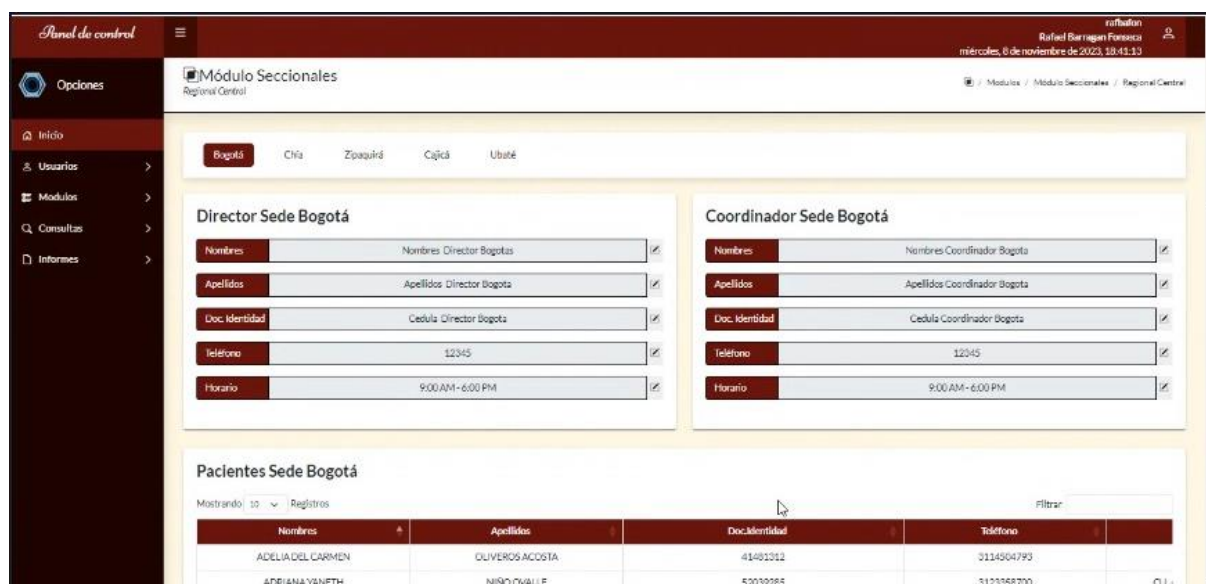 Panel de control
rafbafon
Rafael Barragan Fonseca
miércoles, 8 de noviembre de 2023, 18:41:13
Opciones
Módulo Seccionales
Regional Central
/ Modulos / Módulo Seccionales / Regional Central
Inicio
Usuarios
Modulos
Consultas
Informes
Bogotá Chía Zipaquirá Cajicá Ubaté
Director Sede Bogotá
Nombres Nombres Director Bogotas
Apellidos Apellidos Director Bogota
Doc. Identidad Cedula Director Bogota
Teléfono 12345
Horario 9:00 AM - 6:00 PM
Coordinador Sede Bogotá
Nombres Nombres Coordinador Bogota
Apellidos Apellidos Coordinador Bogota
Doc. Identidad Cedula Coordinador Bogota
Teléfono 12345
Horario 9:00 AM - 6:00 PM
Pacientes Sede Bogotá
Mostrando 10 Registros Filtrar
Nombres Apellidos Doc.Identidad Teléfono
ADELIA DEL CARMEN OLIVEROS ACOSTA 41481312 3114504793
ADRIANA YANETH NIÑO OVALLE 52039285 3123358700